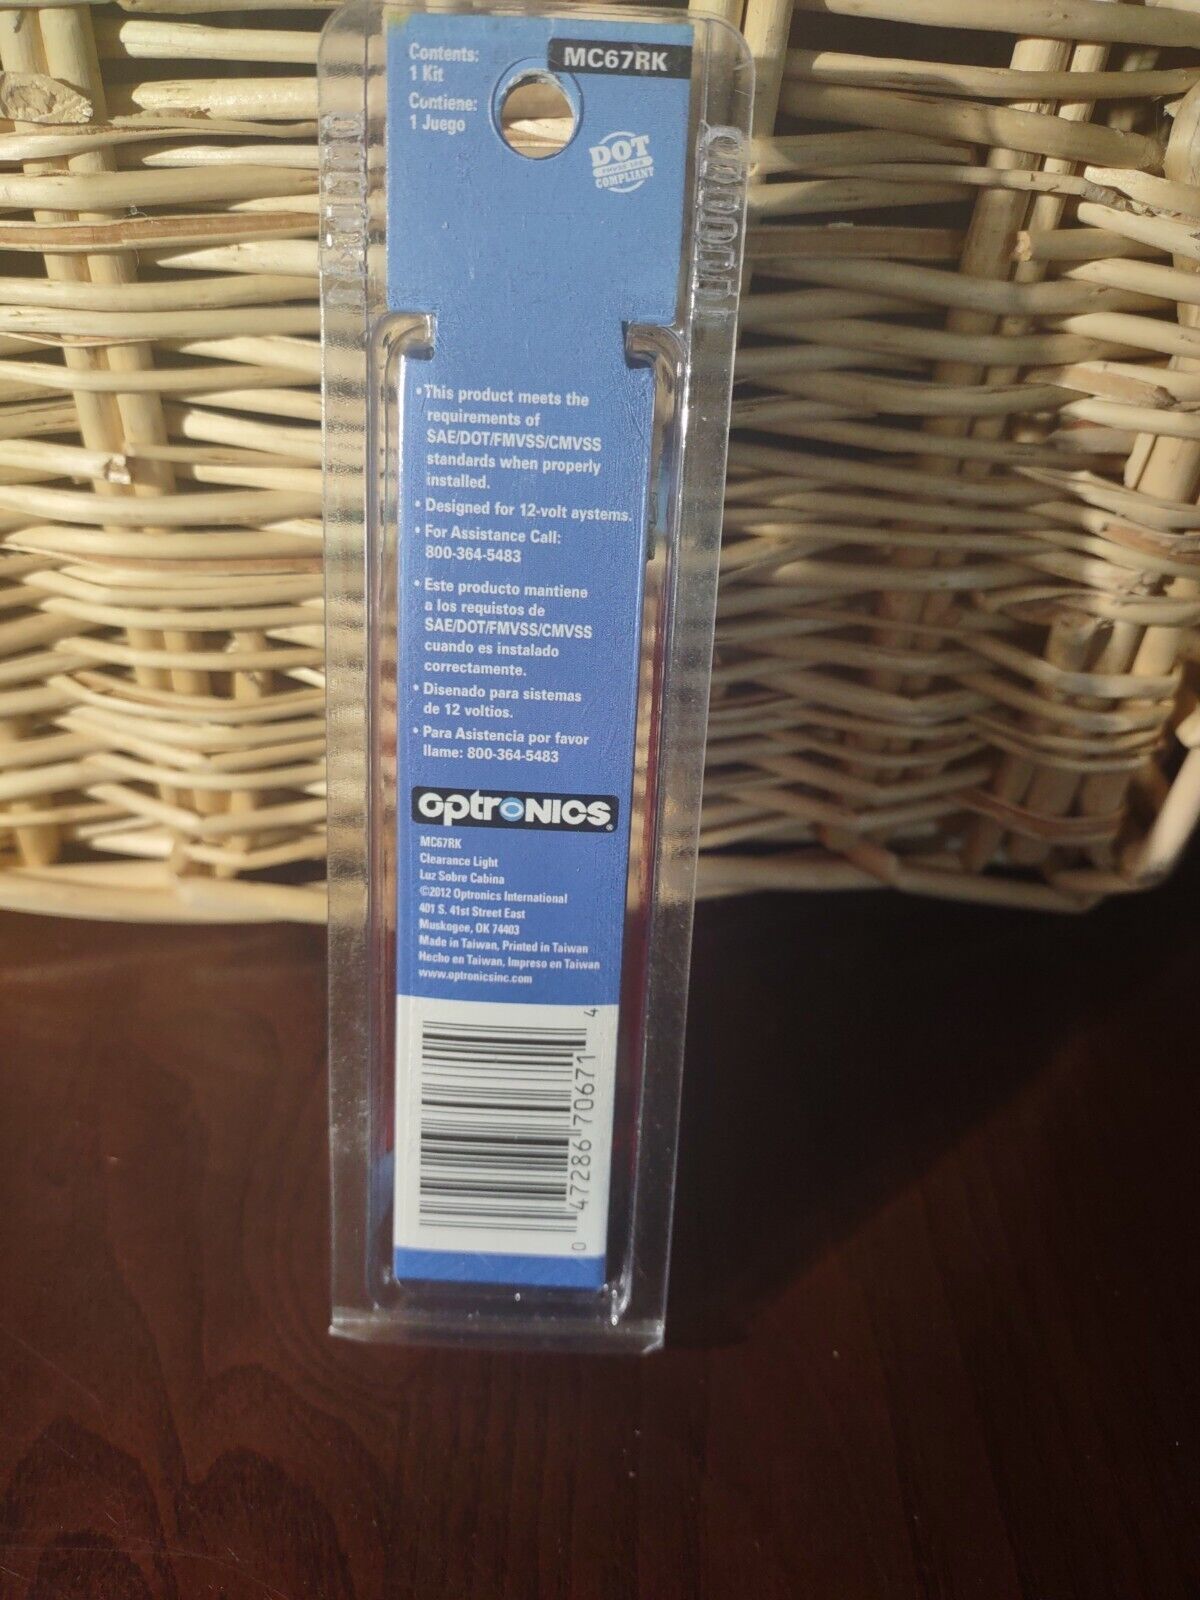 Contents:
1 Kit
Contiene:
1 Juego
MC67RK
DOT
COMPLIANT
• This product meets the
requirements of
SAE/DOT/FMVSS/CMVSS
standards when properly
installed.
• Designed for 12-volt aystems.
• For Assistance Call:
800-364-5483
• Este producto mantiene
a los requistos de
SAE/DOT/FMVSS/CMVSS
cuando es instalado
correctamente.
• Disenado para sistemas
de 12 voltios.
• Para Asistencia por favor
llame: 800-364-5483
optroNICS®
MC67RK
Clearance Light
Luz Sobre Cabina
©2012 Optronics International
401 S. 41st Street East
Muskogee, OK 74403
Made in Taiwan, Printed in Taiwan
Hecho en Taiwan, Impreso en Taiwan
www.optronicsinc.com
0 47286 70671 4